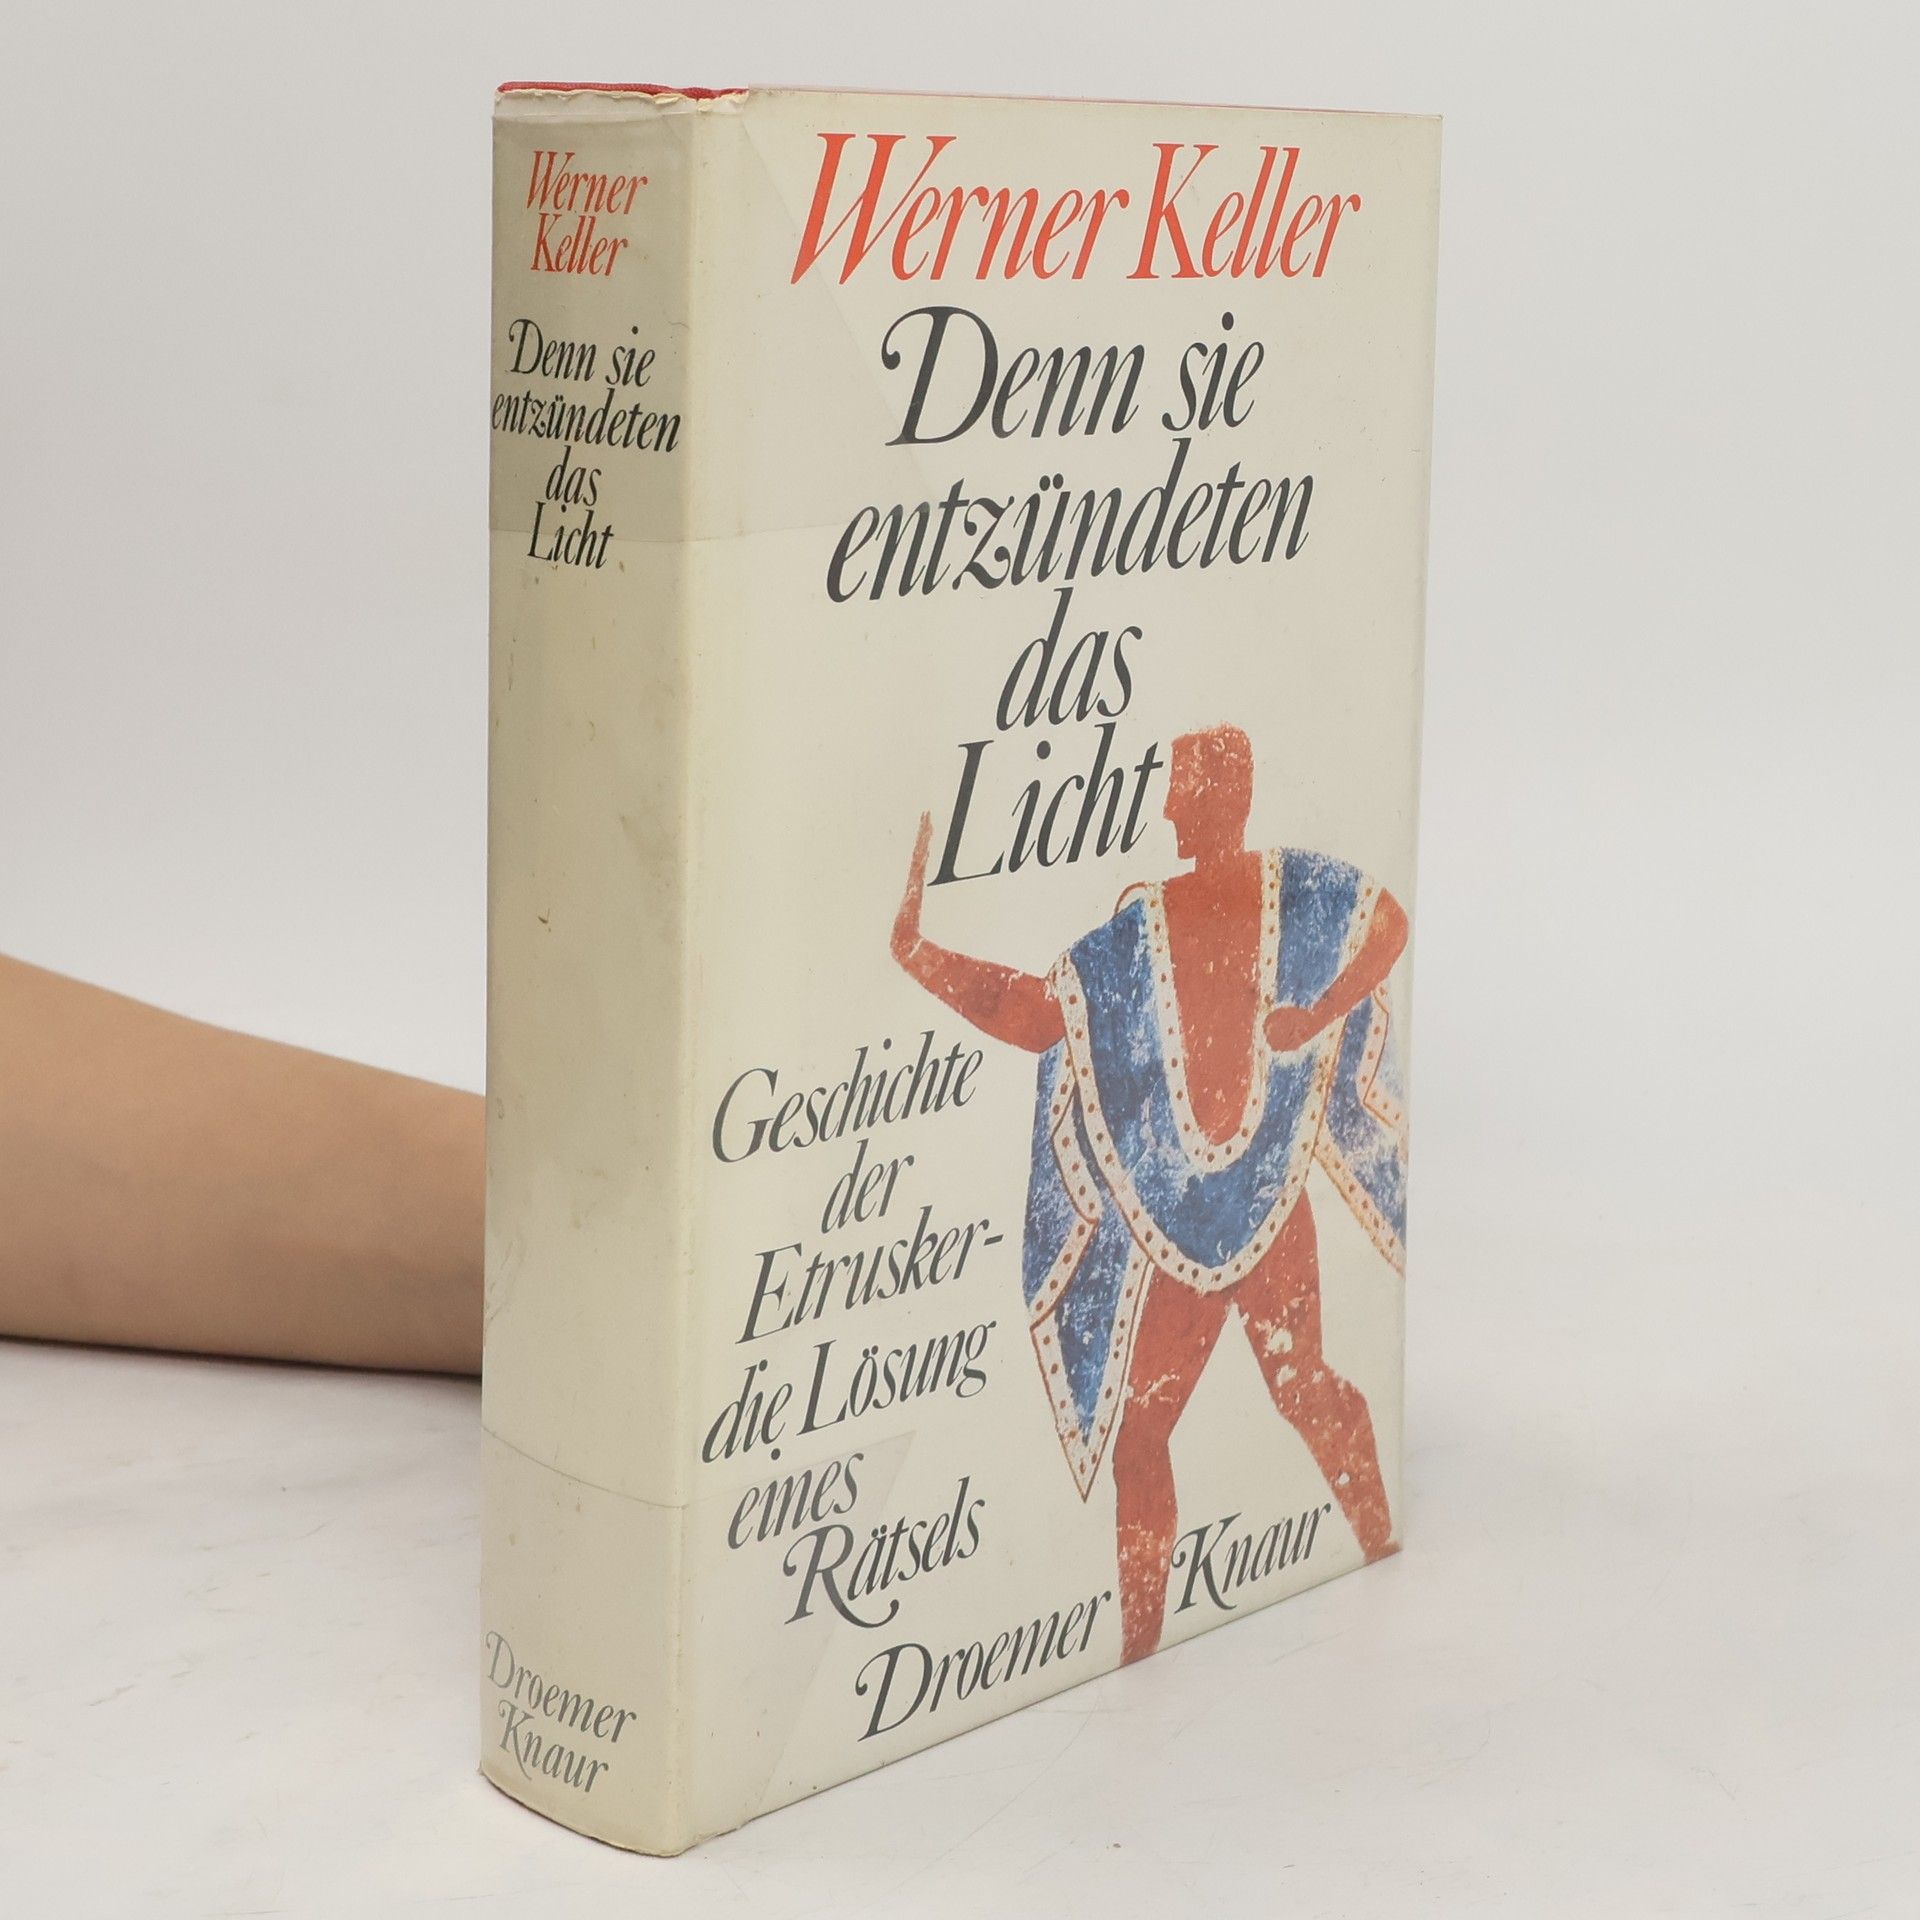 Werner
Keller
Denn sie
entzündeten
das
Licht
Droemer
Knaur
Werner Keller
Denn sie
entzündeten
das
Licht
Geschichte
der
Etrusker-
die Lösung
eines
Rätsels
Droemer Knaur